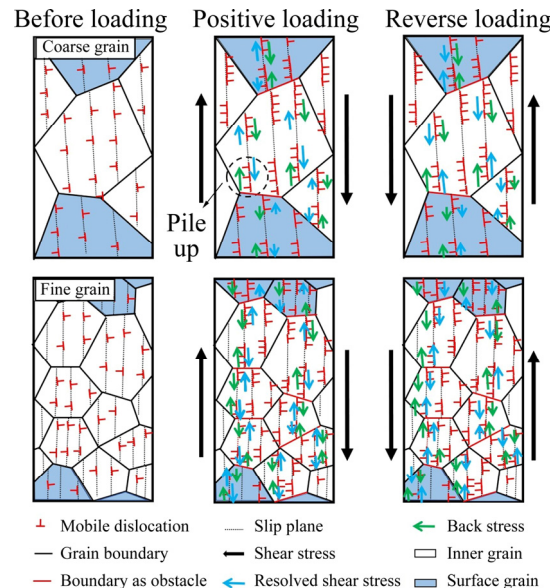 Before loading
Positive loading
Reverse loading
Coarse grain
Pile
up
Fine grain
Mobile dislocation
Slip plane
Back stress
Grain boundary
Shear stress
Inner grain
Boundary as obstacle
Resolved shear stress
Surface grain